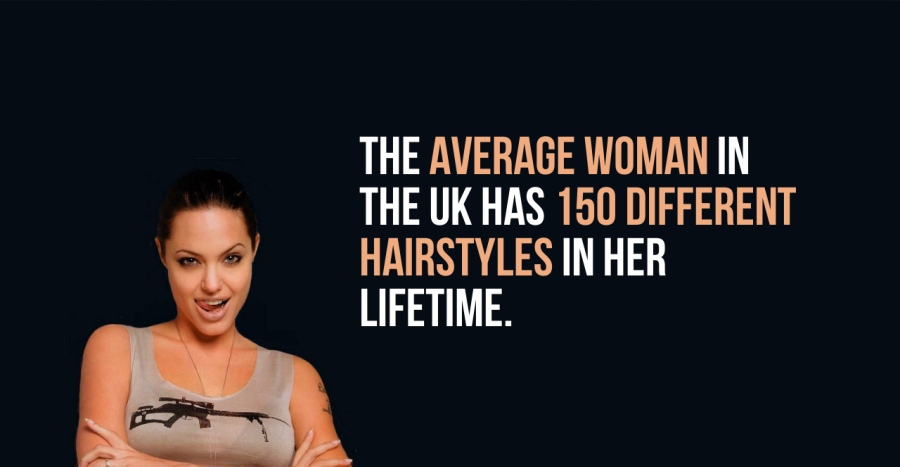 THE AVERAGE WOMAN IN
THE UK HAS 150 DIFFERENT
HAIRSTYLES IN HER
LIFETIME.